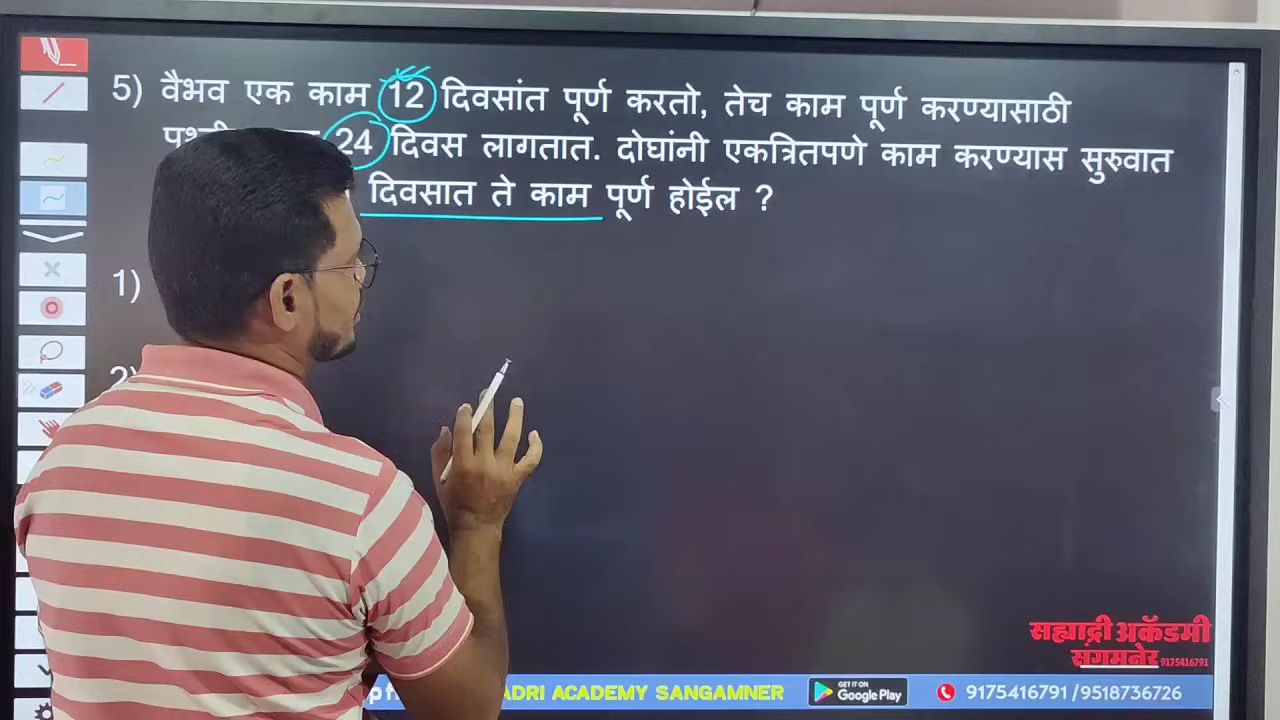 5) वैभव एक काम 12 दिवसांत पूर्ण करतो, तेच काम पूर्ण करण्यासाठी
24 दिवस लागतात. दोघांनी एकत्रितपणे काम करण्यास सुरुवात
दिवसात ते काम पूर्ण होईल ?
1)
2)
सह्याद्री अकॅडमी
संगमनेर 9175416791
ADRI ACADEMY SANGAMNER GET IT ON Google Play 9175416791 /9518736726